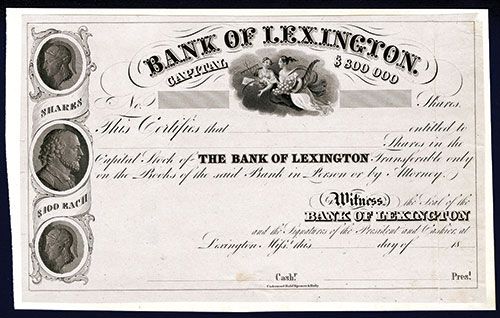 BANK OF LEXINGTON.
CAPITAL $ 300 000
No. Shares.
SHARES
This Certifies that entitled to
Shares in the
Capital Stock of THE BANK OF LEXINGTON Transferable only
on the Books of the said Bank in Person or by Attorney.
$100 EACH
Witness, the Seal of the
BANK OF LEXINGTON
and the Signatures of the President and Cashier, at
Lexington this day of 18
Cash! Prest